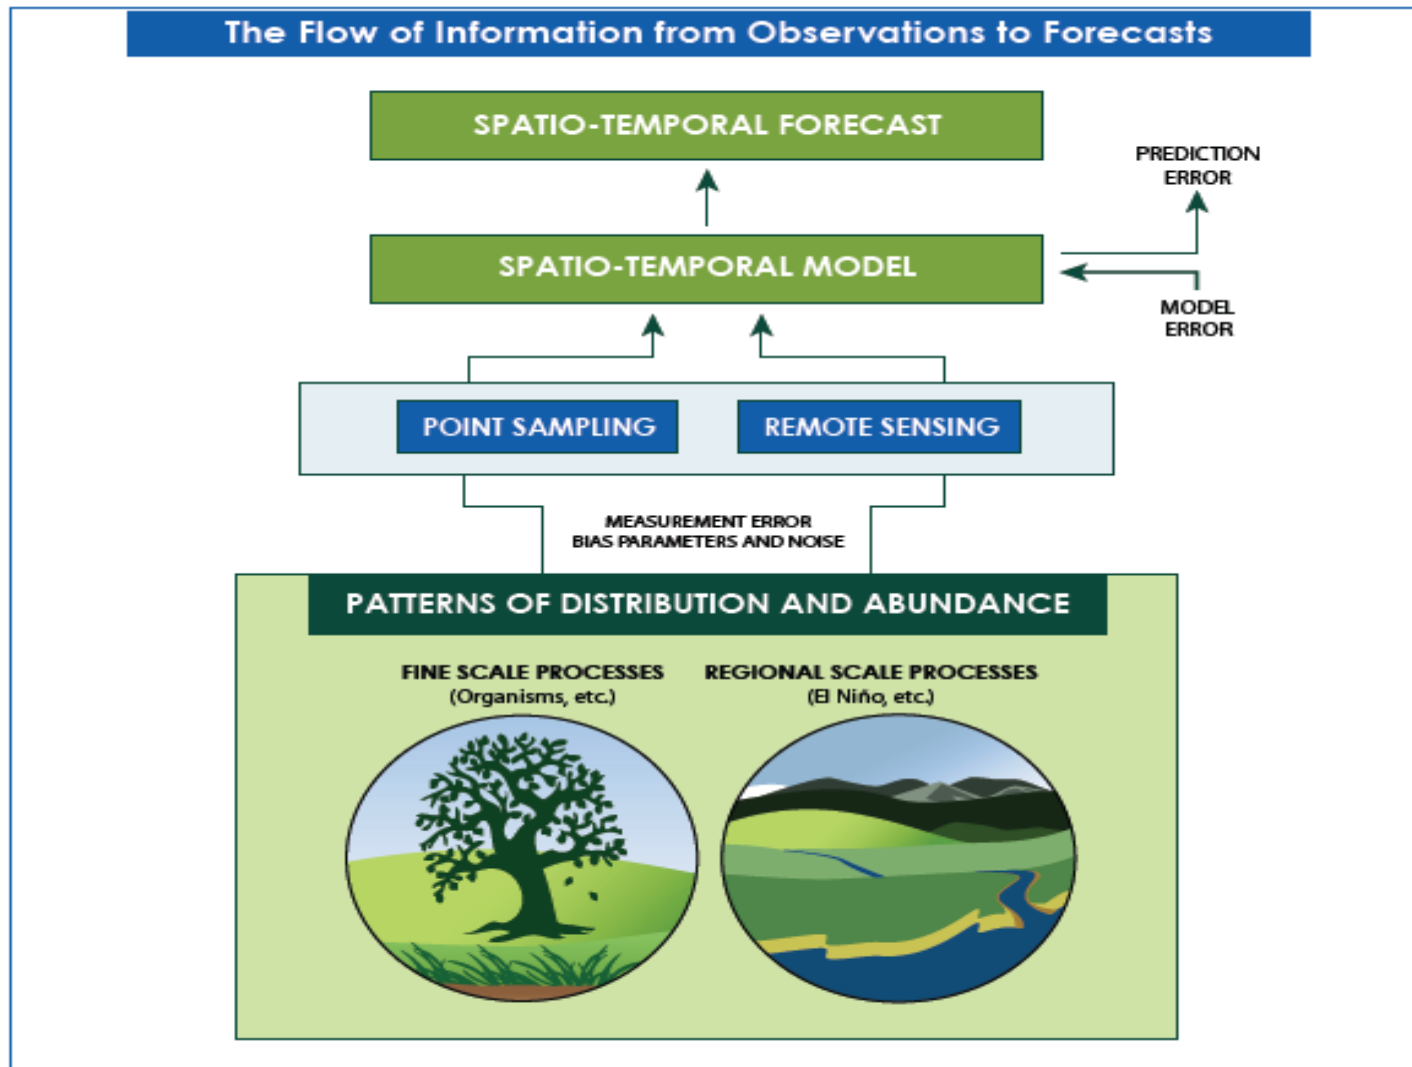 The Flow of Information from Observations to Forecasts
SPATIO-TEMPORAL FORECAST
PREDICTION
ERROR
SPATIO-TEMPORAL MODEL
MODEL
ERROR
POINT SAMPLING
REMOTE SENSING
MEASUREMENT ERROR
BIAS PARAMETERS AND NOISE
PATTERNS OF DISTRIBUTION AND ABUNDANCE
FINE SCALE PROCESSES
(Organisms, etc.)
REGIONAL SCALE PROCESSES
(El Niño, etc.)